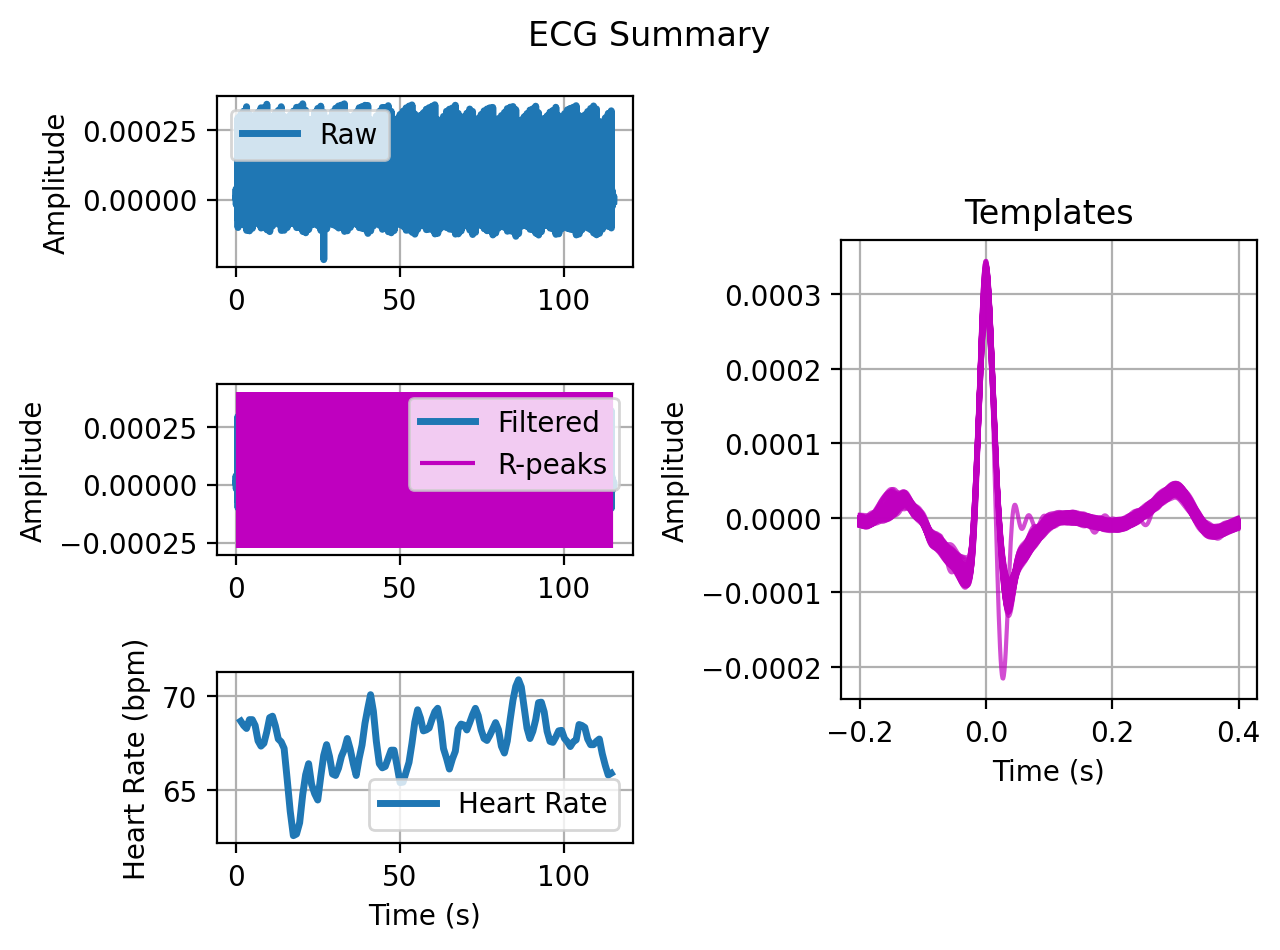 ECG Summary
Amplitude
0.00025
0.00000
Raw
0
50
100
Amplitude
0.00025
0.00000
−0.00025
Filtered
R-peaks
0
50
100
Heart Rate (bpm)
70
65
Heart Rate
0
50
100
Time (s)
Templates
Amplitude
0.0003
0.0002
0.0001
0.0000
−0.0001
−0.0002
−0.2
0.0
0.2
0.4
Time (s)